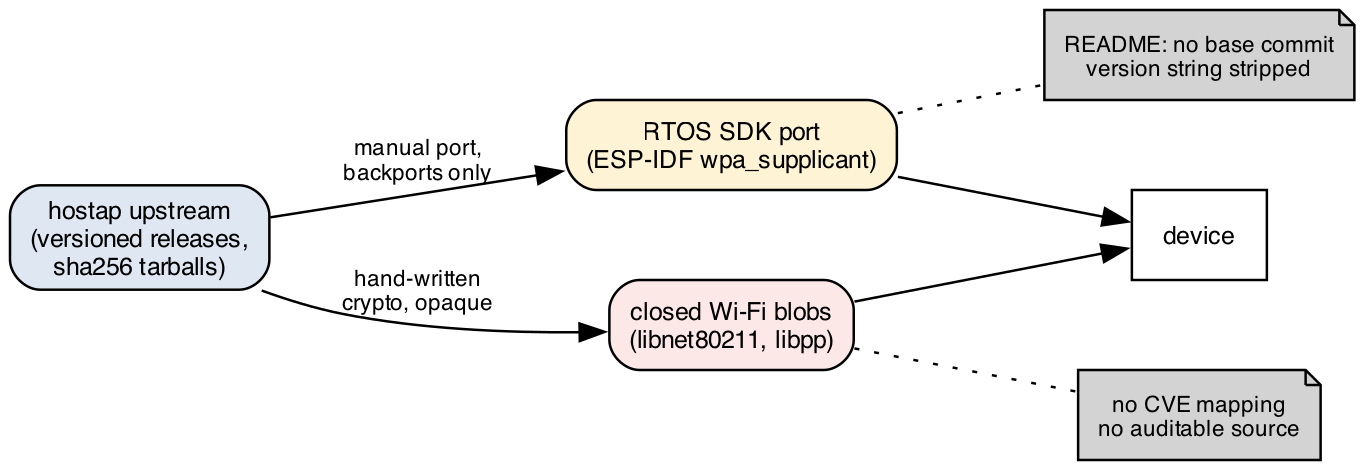 README: no base commit
version string stripped
RTOS SDK port
(ESP-IDF wpa_supplicant)
manual port,
backports only
hostap upstream
(versioned releases,
sha256 tarballs)
device
hand-written
crypto, opaque
closed Wi-Fi blobs
(libnet80211, libpp)
no CVE mapping
no auditable source